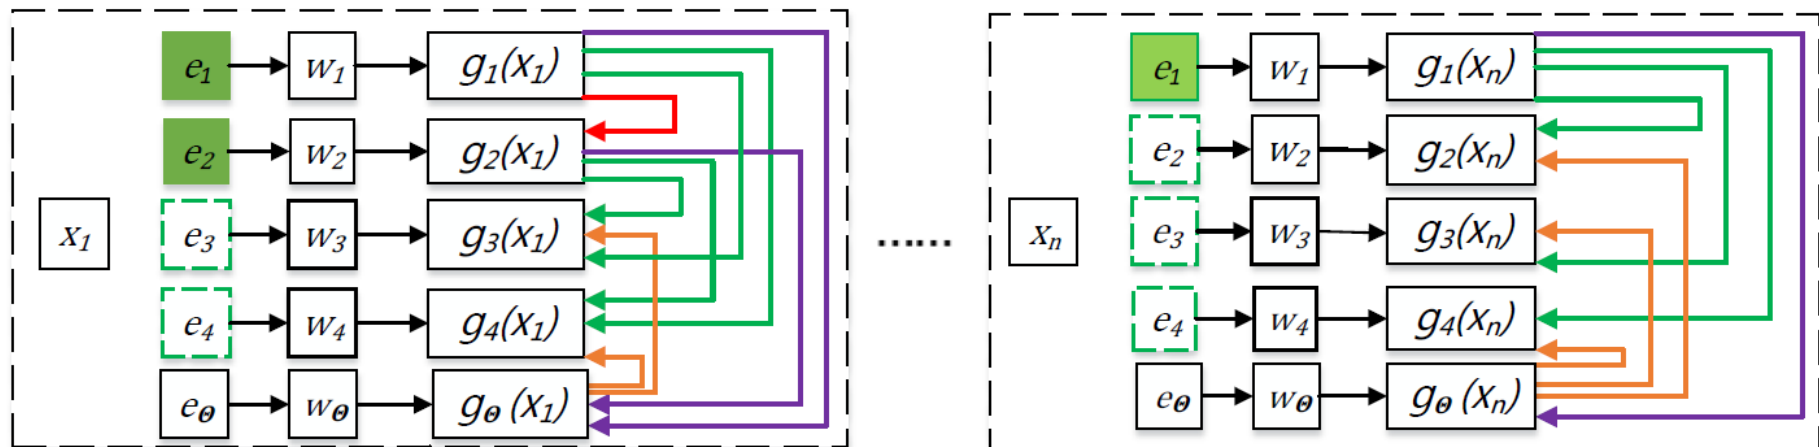 e₁ w₁ g₁(x₁)
e₂ w₂ g₂(x₁)
x₁ e₃ w₃ g₃(x₁)
e₄ w₄ g₄(x₁)
e𝚯 w𝚯 g𝚯 (x₁)
......
e₁ w₁ g₁(xₙ)
e₂ w₂ g₂(xₙ)
xₙ e₃ w₃ g₃(xₙ)
e₄ w₄ g₄(xₙ)
e𝚯 w𝚯 g𝚯 (xₙ)